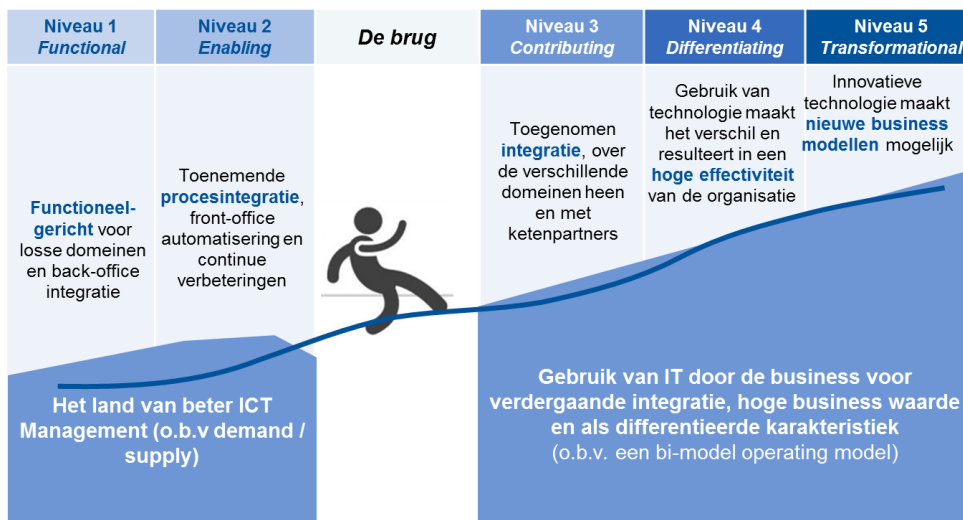 Niveau 1
Functional
Niveau 2
Enabling
De brug
Niveau 3
Contributing
Niveau 4
Differentiating
Niveau 5
Transformational
Functioneel-
gericht voor
losse domeinen
en back-office
integratie
Toenemende
procesintegratie,
front-office
automatisering en
continue
verbeteringen
Toegenomen
integratie, over
de verschillende
domeinen heen
en met
ketenpartners
Gebruik van
technologie maakt
het verschil en
resulteert in een
hoge effectiviteit
van de organisatie
Innovatieve
technologie maakt
nieuwe business
modellen mogelijk
Het land van beter ICT
Management (o.b.v demand /
supply)
Gebruik van IT door de business voor
verdergaande integratie, hoge business waarde
en als differentieerde karakteristiek
(o.b.v. een bi-model operating model)